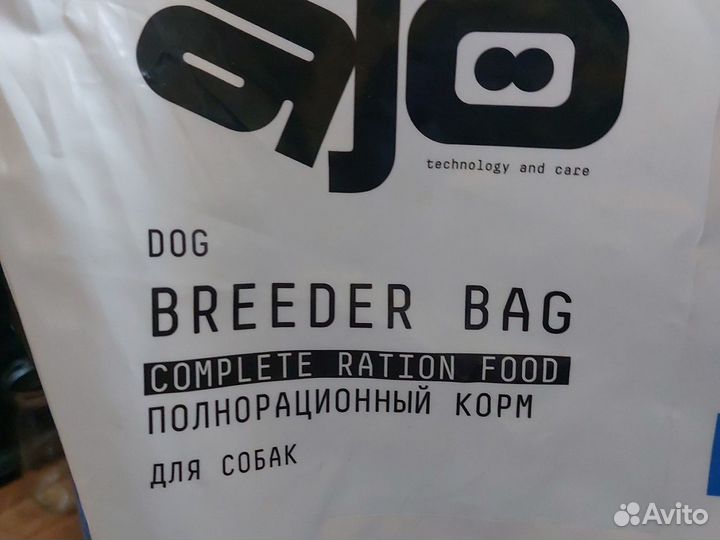 ajo
technology and care
DOG
BREEDER BAG
COMPLETE RATION FOOD
ПОЛНОРАЦИОННЫЙ КОРМ
ДЛЯ СОБАК
Avito